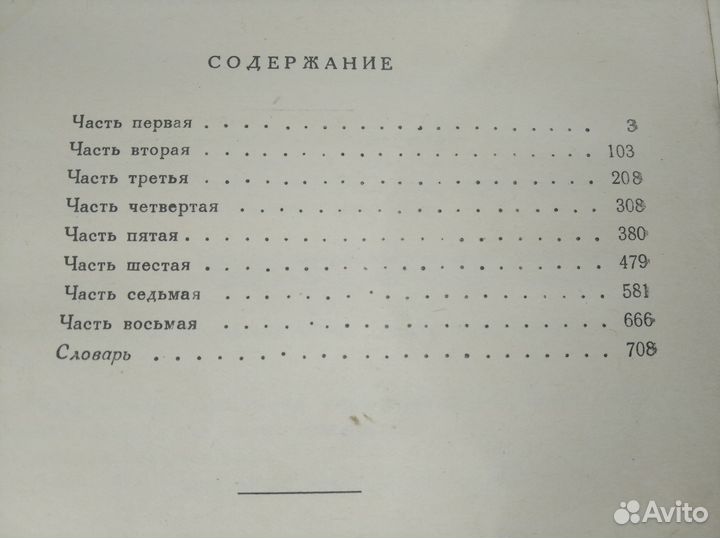 СОДЕРЖАНИЕ
Часть первая . . . . . . . . . . . . . . . . 3
Часть вторая . . . . . . . . . . . . . . . . 103
Часть третья . . . . . . . . . . . . . . . . 208
Часть четвертая . . . . . . . . . . . . . . . 308
Часть пятая . . . . . . . . . . . . . . . . 380
Часть шестая . . . . . . . . . . . . . . . . 479
Часть седьмая . . . . . . . . . . . . . . . 581
Часть восьмая . . . . . . . . . . . . . . . 666
Словарь . . . . . . . . . . . . . . . . . 708
Avito